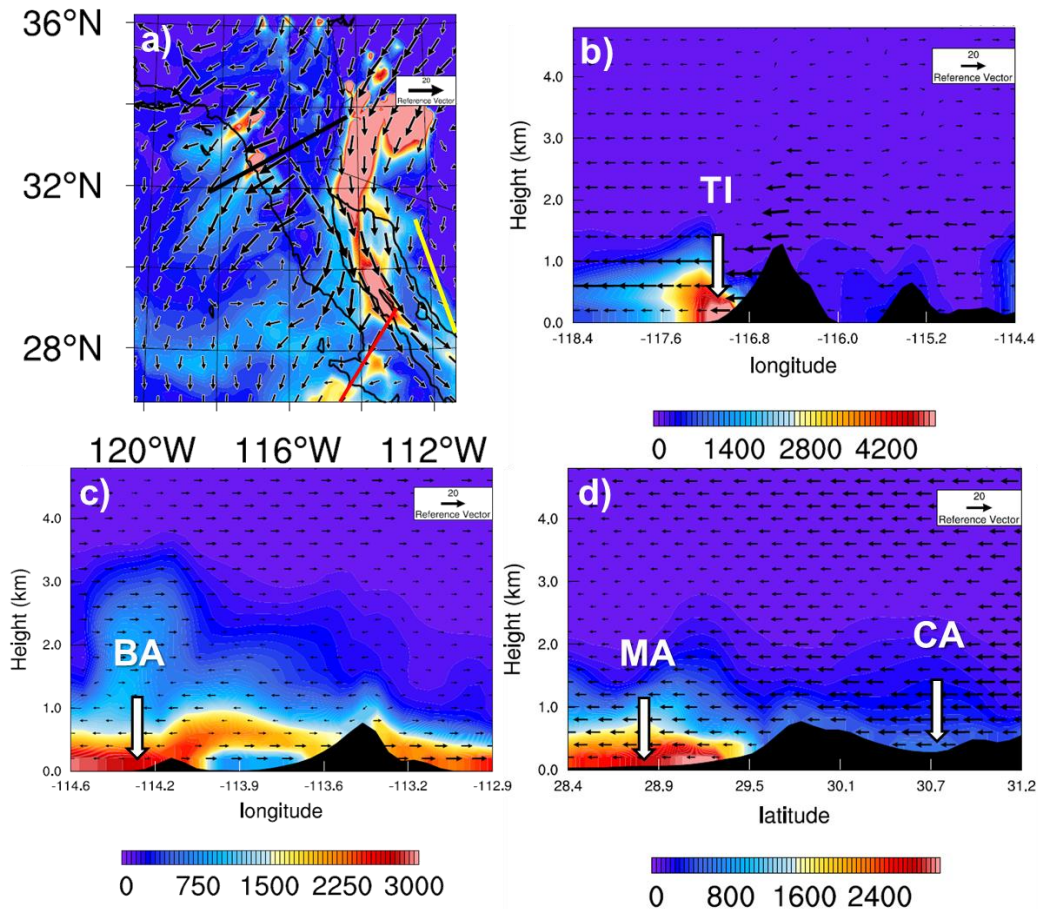 a)
36°N
32°N
28°N
120°W 116°W 112°W
20
Reference Vector
b)
TI
20
Reference Vector
Height (km)
4.0
3.0
2.0
1.0
0.0
-118.4 -117.6 -116.8 -116.0 -115.2 -114.4
longitude
0 1400 2800 4200
c)
BA
20
Reference Vector
Height (km)
4.0
3.0
2.0
1.0
0.0
-114.6 -114.2 -113.9 -113.6 -113.2 -112.9
longitude
0 750 1500 2250 3000
d)
MA
CA
20
Reference Vector
Height (km)
4.0
3.0
2.0
1.0
0.0
28.4 28.9 29.5 30.1 30.7 31.2
latitude
0 800 1600 2400